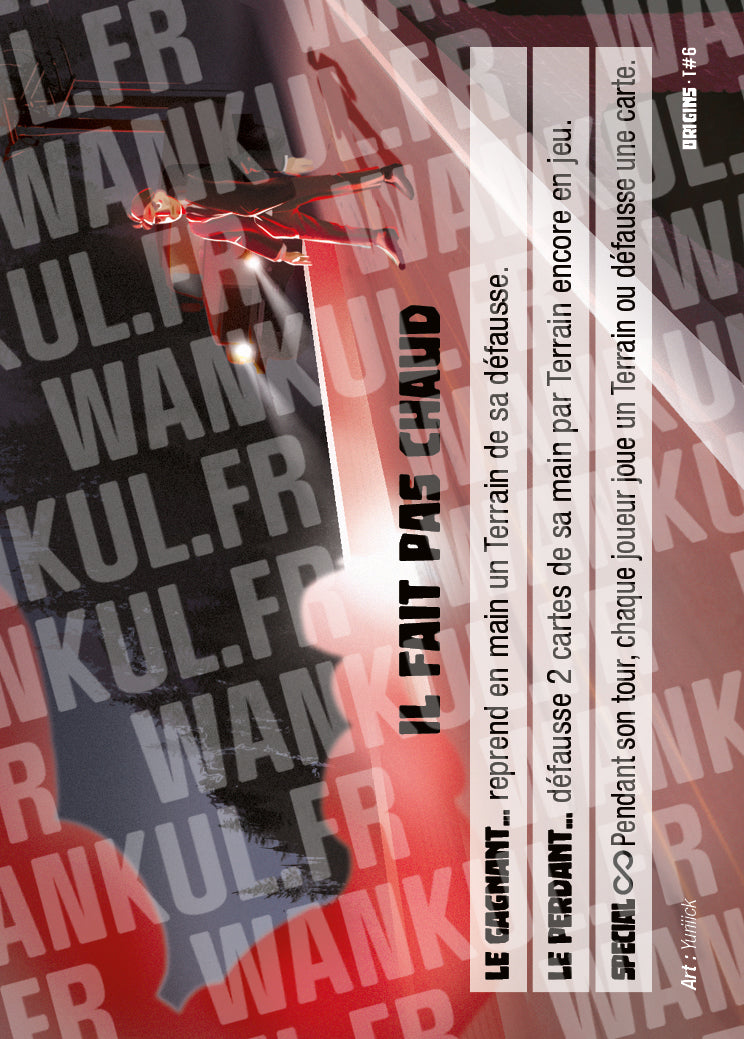 IL FAIT PAS CHAUD
LE GAGNANT... reprend en main un Terrain de sa défausse.
LE PERDANT... défausse 2 cartes de sa main par Terrain encore en jeu.
SPECIAL ∞ Pendant son tour, chaque joueur joue un Terrain ou défausse une carte.
Art : Yuriiick
ORIGINS · T#6
WANKUL.FR